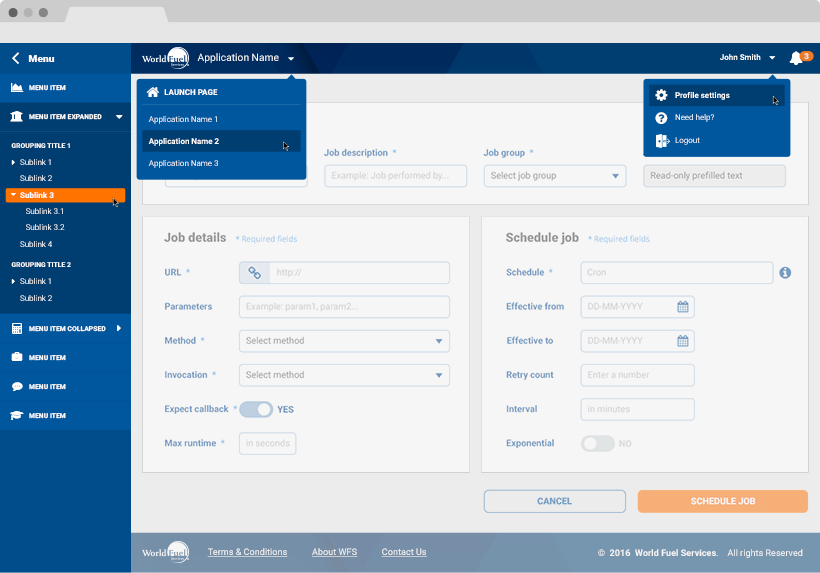 Menu
World Fuel Services
Application Name
John Smith
3
MENU ITEM
MENU ITEM EXPANDED
GROUPING TITLE 1
Sublink 1
Sublink 2
Sublink 3
Sublink 3.1
Sublink 3.2
Sublink 4
GROUPING TITLE 2
Sublink 1
Sublink 2
MENU ITEM COLLAPSED
MENU ITEM
MENU ITEM
MENU ITEM
LAUNCH PAGE
Application Name 1
Application Name 2
Application Name 3
Profile settings
Need help?
Logout
Job description *
Example: Job performed by...
Job group *
Select job group
Read-only prefilled text
Job details * Required fields
URL * http://
Parameters Example: param1, param2...
Method * Select method
Invocation * Select method
Expect callback * YES
Max runtime * in seconds
Schedule job * Required fields
Schedule * Cron
Effective from DD-MM-YYYY
Effective to DD-MM-YYYY
Retry count Enter a number
Interval in minutes
Exponential NO
CANCEL
SCHEDULE JOB
World Fuel Services
Terms & Conditions
About WFS
Contact Us
© 2016 World Fuel Services. All rights Reserved